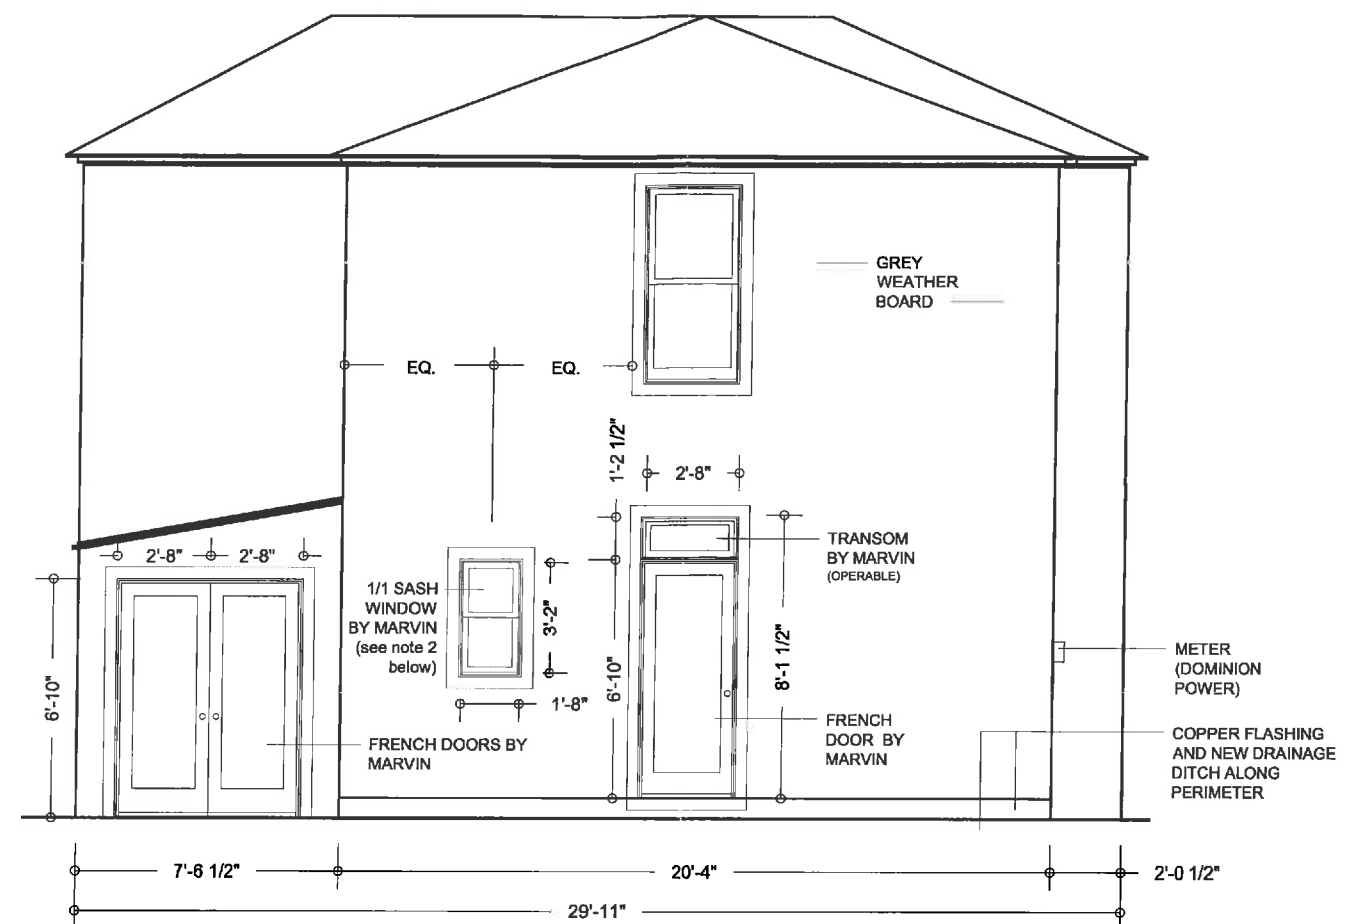 GREY
WEATHER
BOARD
EQ.
EQ.
1'-2 1/2"
2'-8"
TRANSOM
BY MARVIN
(OPERABLE)
2'-8"
2'-8"
1/1 SASH
WINDOW
BY MARVIN
(see note 2
below)
3'-2"
6'-10"
8'-1 1/2"
METER
(DOMINION
POWER)
6'-10"
1'-8"
FRENCH DOORS BY
MARVIN
FRENCH
DOOR BY
MARVIN
COPPER FLASHING
AND NEW DRAINAGE
DITCH ALONG
PERIMETER
7'-6 1/2"
20'-4"
2'-0 1/2"
29'-11"